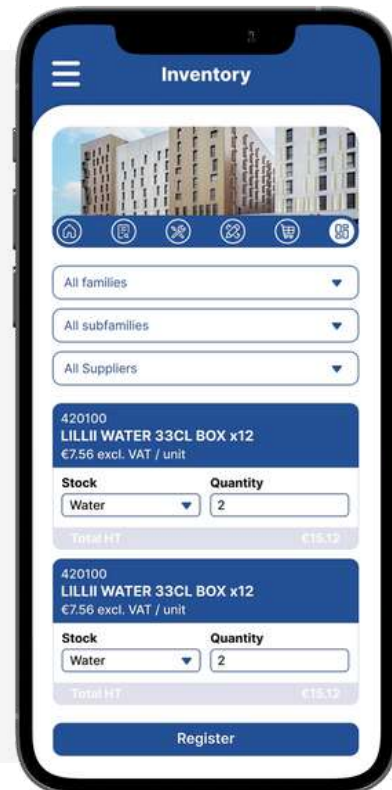 Inventory
All families
All subfamilies
All Suppliers
420100
LILLII WATER 33CL BOX x12
€7.56 excl. VAT / unit
Stock Quantity
Water 2
Total HT €15.12
420100
LILLII WATER 33CL BOX x12
€7.56 excl. VAT / unit
Stock Quantity
Water 2
Total HT €15.12
Register